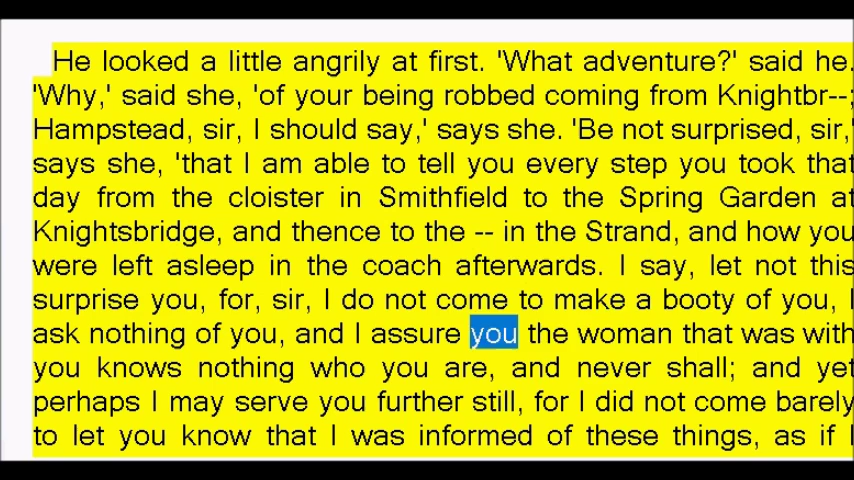 He looked a little angrily at first. 'What adventure?' said he.
'Why,' said she, 'of your being robbed coming from Knightbr--;
Hampstead, sir, I should say,' says she. 'Be not surprised, sir,'
says she, 'that I am able to tell you every step you took that
day from the cloister in Smithfield to the Spring Garden at
Knightsbridge, and thence to the -- in the Strand, and how you
were left asleep in the coach afterwards. I say, let not this
surprise you, for, sir, I do not come to make a booty of you, I
ask nothing of you, and I assure you the woman that was with
you knows nothing who you are, and never shall; and yet
perhaps I may serve you further still, for I did not come barely
to let you know that I was informed of these things, as if I